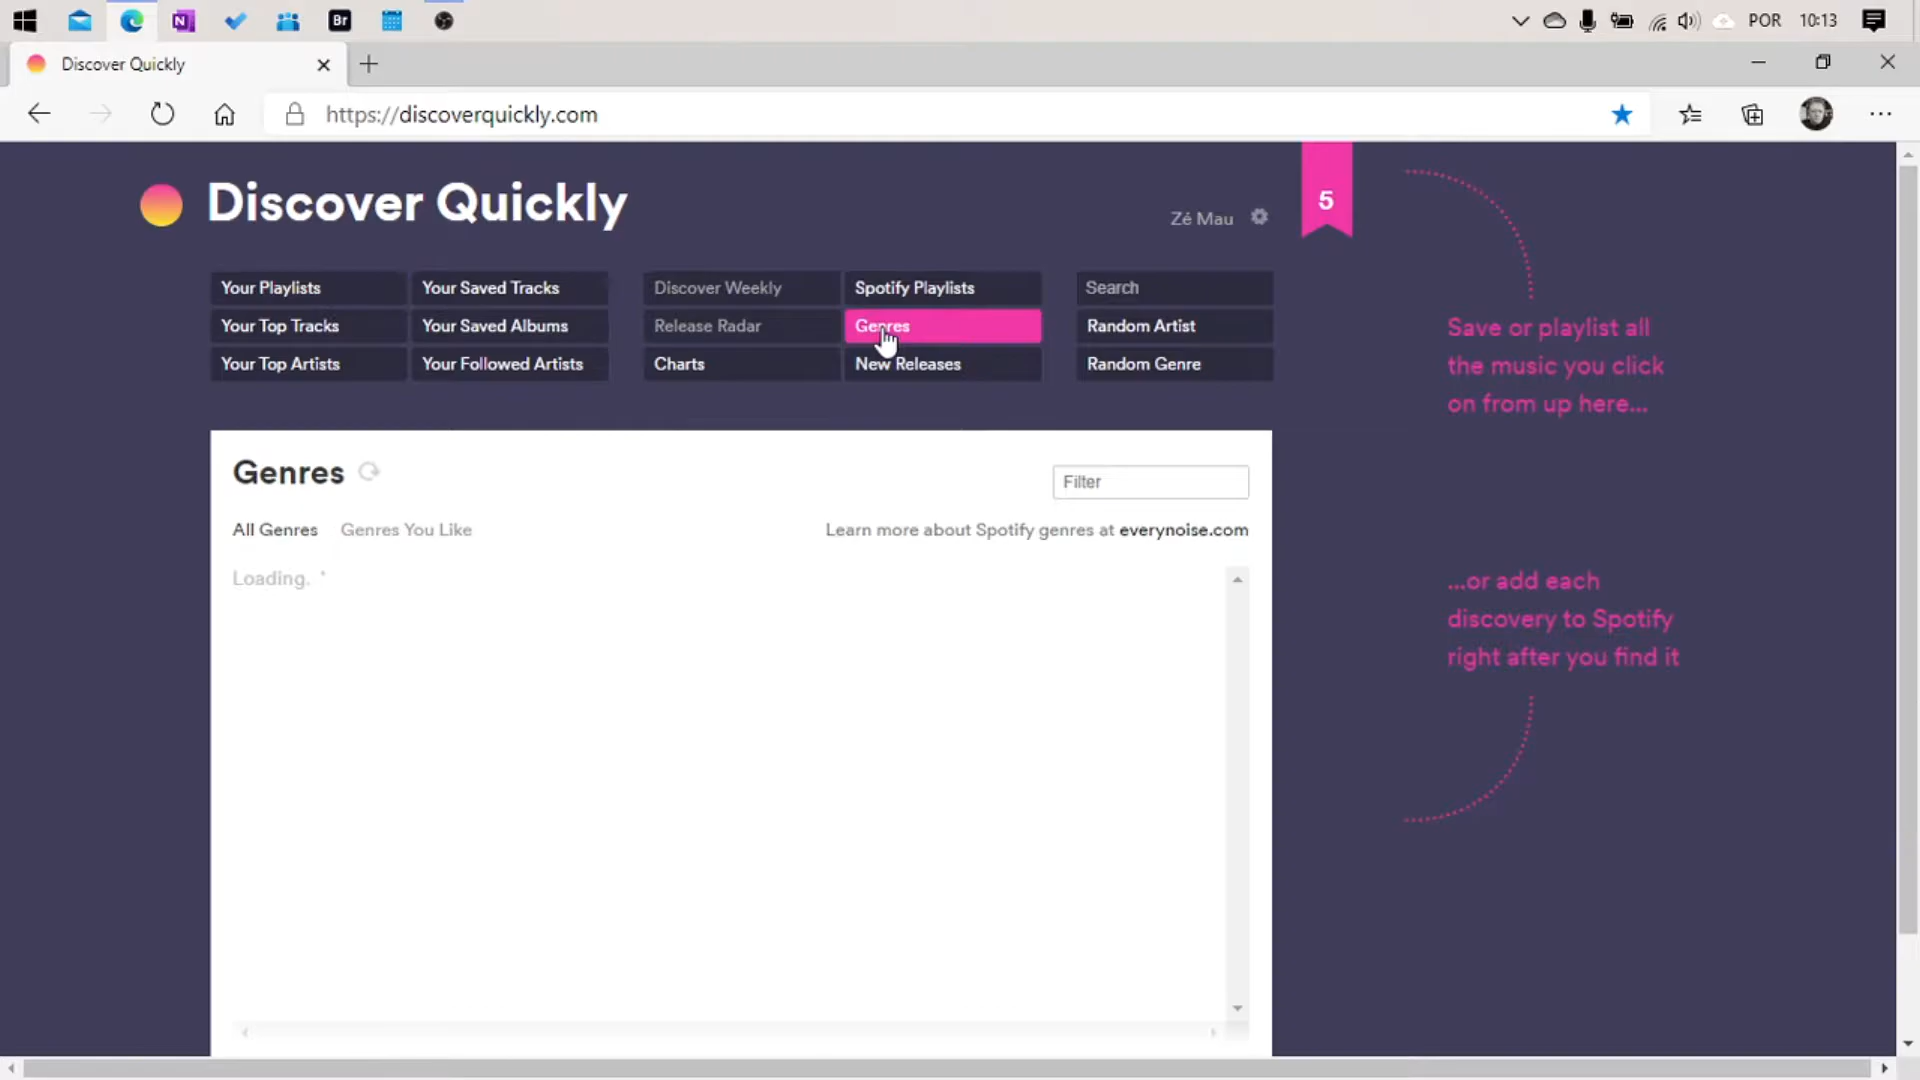 Br
POR
10:13
Discover Quickly
https://discoverquickly.com
Discover Quickly
Zé Mau
5
Your Playlists
Your Saved Tracks
Discover Weekly
Spotify Playlists
Search
Your Top Tracks
Your Saved Albums
Release Radar
Genres
Random Artist
Your Top Artists
Your Followed Artists
Charts
New Releases
Random Genre
Save or playlist all
the music you click
on from up here...
Genres
Filter
All Genres
Genres You Like
Learn more about Spotify genres at everynoise.com
Loading.
...or add each
discovery to Spotify
right after you find it